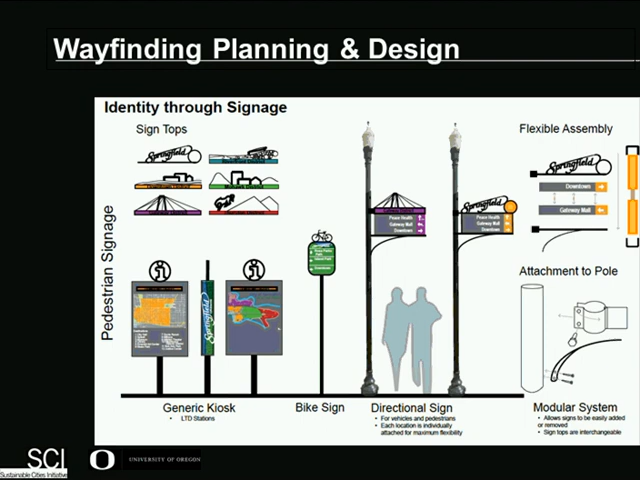 Wayfinding Planning & Design
Identity through Signage
Sign Tops
Springfield
Flexible Assembly
Springfield
Downtown
Gateway Mall
Pedestrian Signage
Peace Health
Gateway Mall
Downtown
Springfield
Peace Health
Gateway Mall
Downtown
Attachment to Pole
i
Springfield
i
Generic Kiosk
• LTD Stations
Bike Sign
Directional Sign
• For vehicles and pedestrians
• Each location is individually
attached for maximum flexibility
Modular System
• Allows signs to be easily added
or removed
• Sign tops are interchangeable
SCI
Sustainable Cities Initiative
O
UNIVERSITY OF OREGON